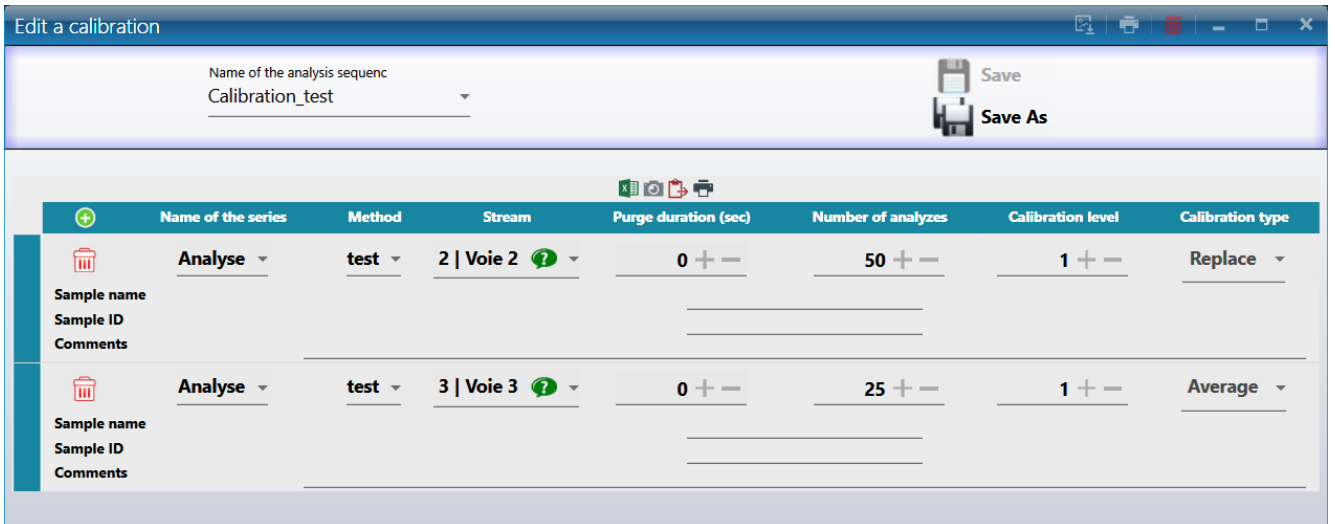 Edit a calibration
Name of the analysis sequenc
Calibration_test
Save
Save As
Name of the series Method Stream Purge duration (sec) Number of analyzes Calibration level Calibration type
Analyse test 2 | Voie 2 ? 0 + − 50 + − 1 + − Replace
Sample name
Sample ID
Comments
Analyse test 3 | Voie 3 ? 0 + − 25 + − 1 + − Average
Sample name
Sample ID
Comments